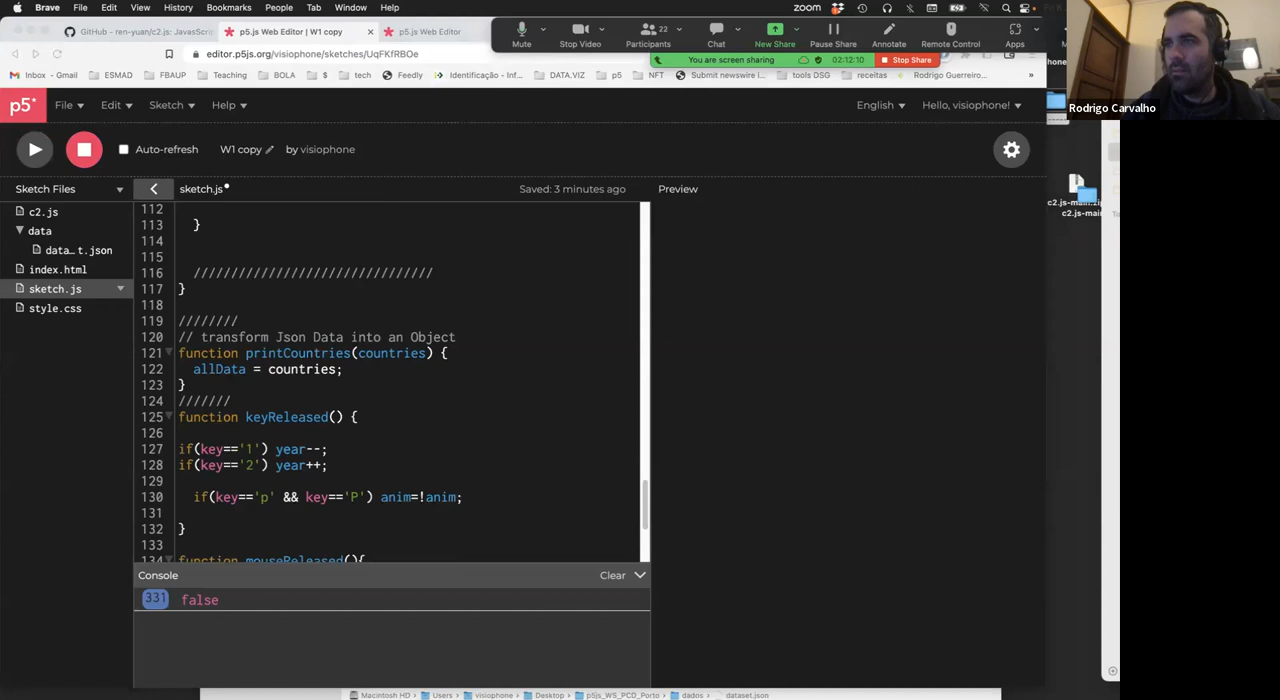 Brave File Edit View History Bookmarks People Tab Window Help
zoom
GitHub - ren-yuan/c2.js: JavaScri
p5.js Web Editor | W1 copy
p5.js Web Editor
Mute
Stop Video
Participants
22
Chat
New Share
Pause Share
Annotate
Remote Control
Apps
editor.p5js.org/visiophone/sketches/UqFKfRBOe
You are screen sharing
02:12:10
Stop Share
Inbox - Gmail ESMAD FBAUP Teaching BOLA $ tech Feedly Identificação - Inf... DATA.VIZ p5 NFT Submit newswire i... tools DSG receitas Rodrigo Guerreiro... »
Rodrigo Carvalho
p5* File Edit Sketch Help English Hello, visiophone!
Auto-refresh W1 copy by visiophone
Sketch Files
sketch.js
Saved: 3 minutes ago
Preview
c2.js
data
data...t.json
index.html
sketch.js
style.css
112
113 }
114
115
116 ////////////////////////////////
117 }
118
119 ////////
120 // transform Json Data into an Object
121 function printCountries(countries) {
122 allData = countries;
123 }
124 ///////
125 function keyReleased() {
126
127 if(key=='1') year--;
128 if(key=='2') year++;
129
130 if(key=='p' && key=='P') anim=!anim;
131
132 }
133
134 function mouseReleased(){
Console
Clear
331 false
c2.js-main.zip
c2.js-mai
Macintosh HD › Users › visiophone › Desktop › p5js_WS_PCD_Porto › dados › dataset.json